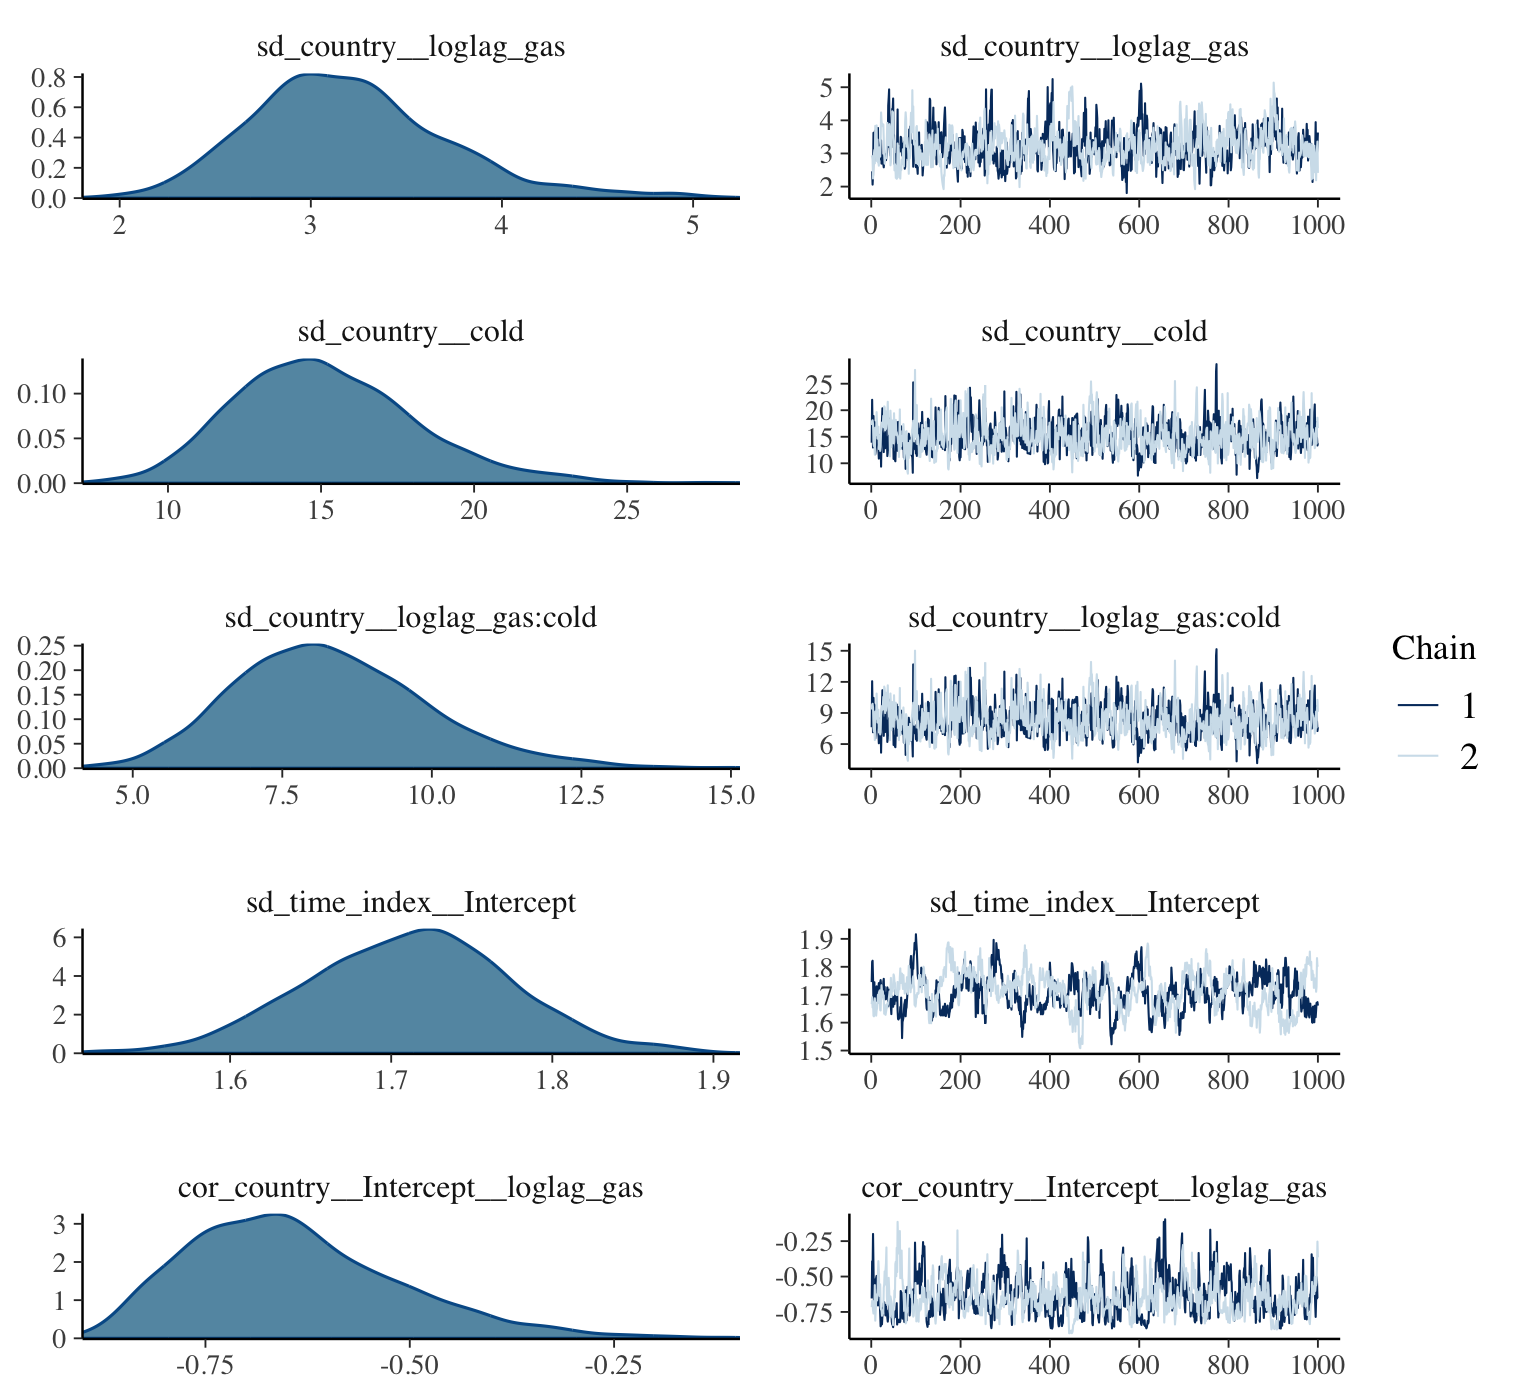 sd_country__loglag_gas
sd_country__loglag_gas
0.8
0.6
0.4
0.2
0.0
2 3 4 5
5
4
3
2
0 200 400 600 800 1000
sd_country__cold
sd_country__cold
0.10
0.05
0.00
10 15 20 25
25
20
15
10
0 200 400 600 800 1000
sd_country__loglag_gas:cold
sd_country__loglag_gas:cold
0.25
0.20
0.15
0.10
0.05
0.00
5.0 7.5 10.0 12.5 15.0
15
12
9
6
0 200 400 600 800 1000
Chain
1
2
sd_time_index__Intercept
sd_time_index__Intercept
6
4
2
0
1.6 1.7 1.8 1.9
1.9
1.8
1.7
1.6
1.5
0 200 400 600 800 1000
cor_country__Intercept__loglag_gas
cor_country__Intercept__loglag_gas
3
2
1
0
-0.75 -0.50 -0.25
-0.25
-0.50
-0.75
0 200 400 600 800 1000